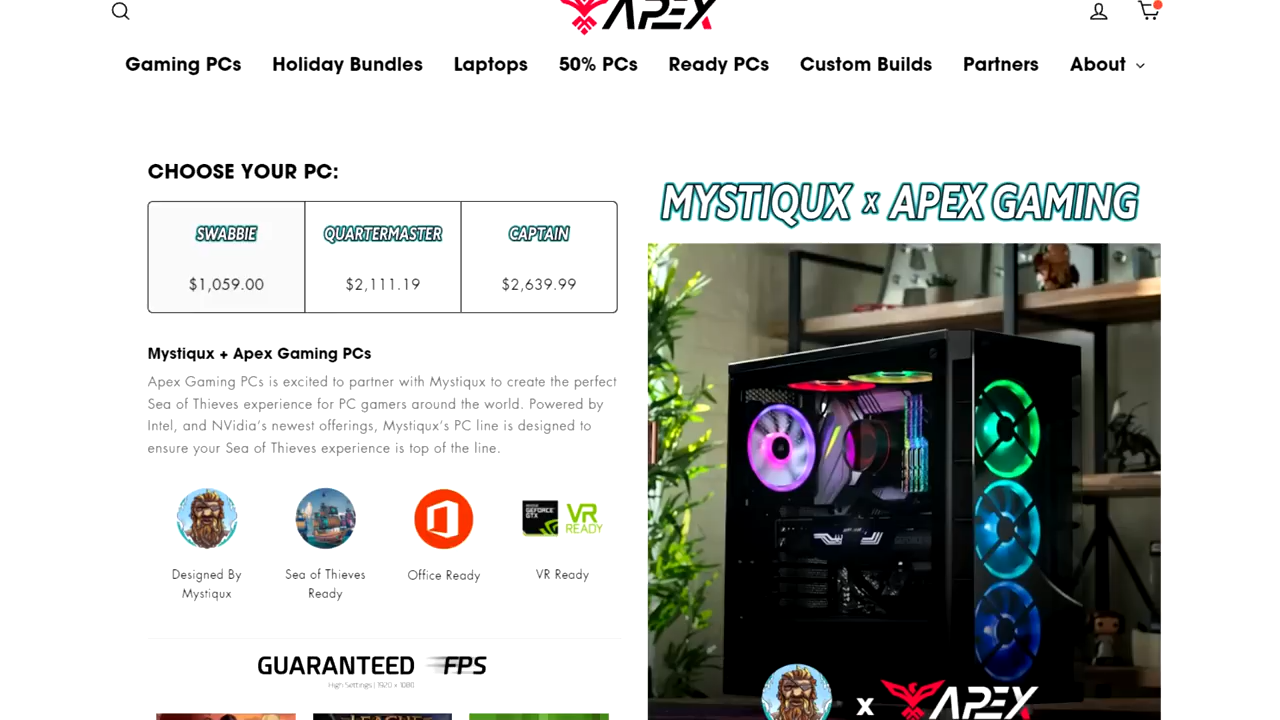 APEX
Gaming PCs Holiday Bundles Laptops 50% PCs Ready PCs Custom Builds Partners About
CHOOSE YOUR PC:
SWABBIE QUARTERMASTER CAPTAIN
$1,059.00 $2,111.19 $2,639.99
Mystiqux + Apex Gaming PCs
Apex Gaming PCs is excited to partner with Mystiqux to create the perfect
Sea of Thieves experience for PC gamers around the world. Powered by
Intel, and NVidia's newest offerings, Mystiqux's PC line is designed to
ensure your Sea of Thieves experience is top of the line.
GEFORCE
GTX
VR
READY
Designed By
Mystiqux
Sea of Thieves
Ready
Office Ready
VR Ready
GUARANTEED FPS
High Settings | 1920 x 1080
LEAGUE
MYSTIQUX x APEX GAMING
GEFORCE
x APEX